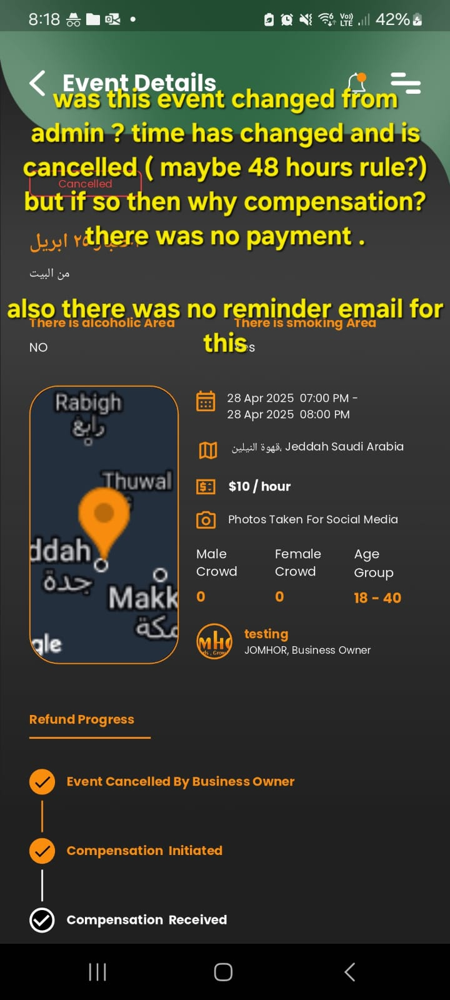 8:18
Vo))
LTE
42%
Event Details
was this event changed from
admin ? time has changed and is
cancelled ( maybe 48 hours rule?)
Cancelled
but if so then why compensation?
there was no payment .
٢٥ ابريل
من البيت
also there was no reminder email for
this
There is alcoholic Area
There is smoking Area
NO
Rabigh
رابغ
Thuwal
ddah
جدة
Makk
مكة
gle
28 Apr 2025 07:00 PM -
28 Apr 2025 08:00 PM
قهوة النيلين, Jeddah Saudi Arabia
$10 / hour
Photos Taken For Social Media
Male
Crowd
Female
Crowd
Age
Group
0
0
18 - 40
testing
JOMHOR, Business Owner
Refund Progress
Event Cancelled By Business Owner
Compensation Initiated
Compensation Received